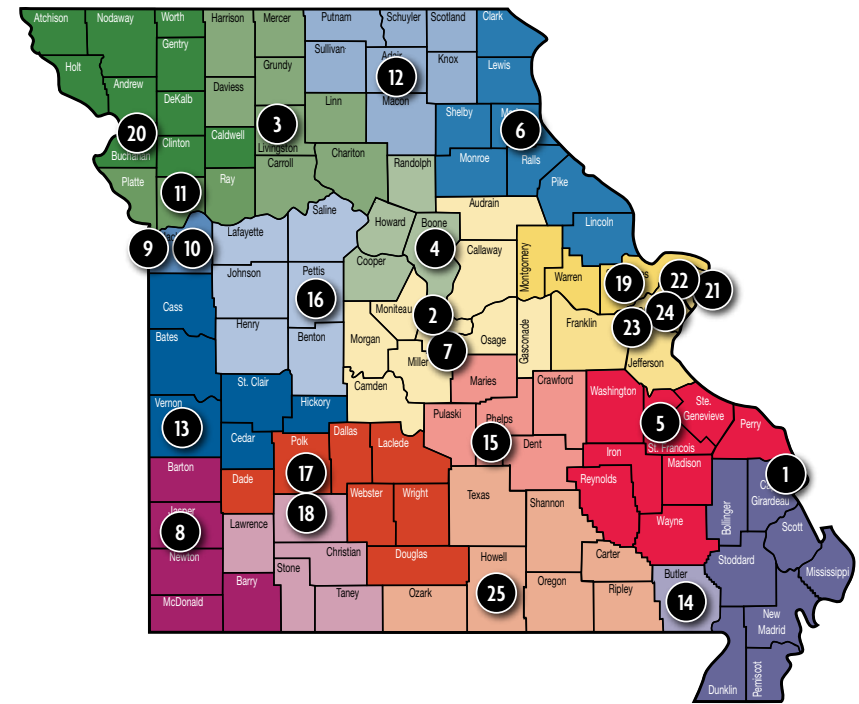 Atchison
Nodaway
Worth
Harrison
Mercer
Putnam
Schuyler
Scotland
Clark
Gentry
Sullivan
Adair
Knox
Lewis
Holt
Grundy
12
Andrew
Daviess
DeKalb
Linn
Macon
Shelby
20
3
6
Clinton
Caldwell
Livingston
Buchanan
Carroll
Chariton
Randolph
Monroe
Ralls
Platte
11
Ray
Pike
Saline
Audrain
Howard
Boone
Lincoln
9
10
Lafayette
4
Callaway
Cooper
Montgomery
Johnson
Pettis
Warren
19
22
21
16
Cass
Moniteau
2
24
Henry
Franklin
23
Bates
Benton
Morgan
Osage
Gasconade
7
Miller
Jefferson
St. Clair
Camden
Maries
Crawford
Washington
Vernon
Hickory
Ste.
Genevieve
Pulaski
Phelps
5
Perry
13
Cedar
Polk
Dallas
Laclede
15
Dent
St. Francois
Iron
Madison
Barton
17
1
Dade
Reynolds
Girardeau
Webster
Wright
Texas
Shannon
18
Jasper
Lawrence
8
Wayne
Bollinger
Scott
Newton
Christian
Douglas
Howell
Carter
Stoddard
Stone
Butler
Mississippi
Barry
Taney
Ozark
25
Oregon
Ripley
14
McDonald
New
Madrid
Dunklin
Pemiscot